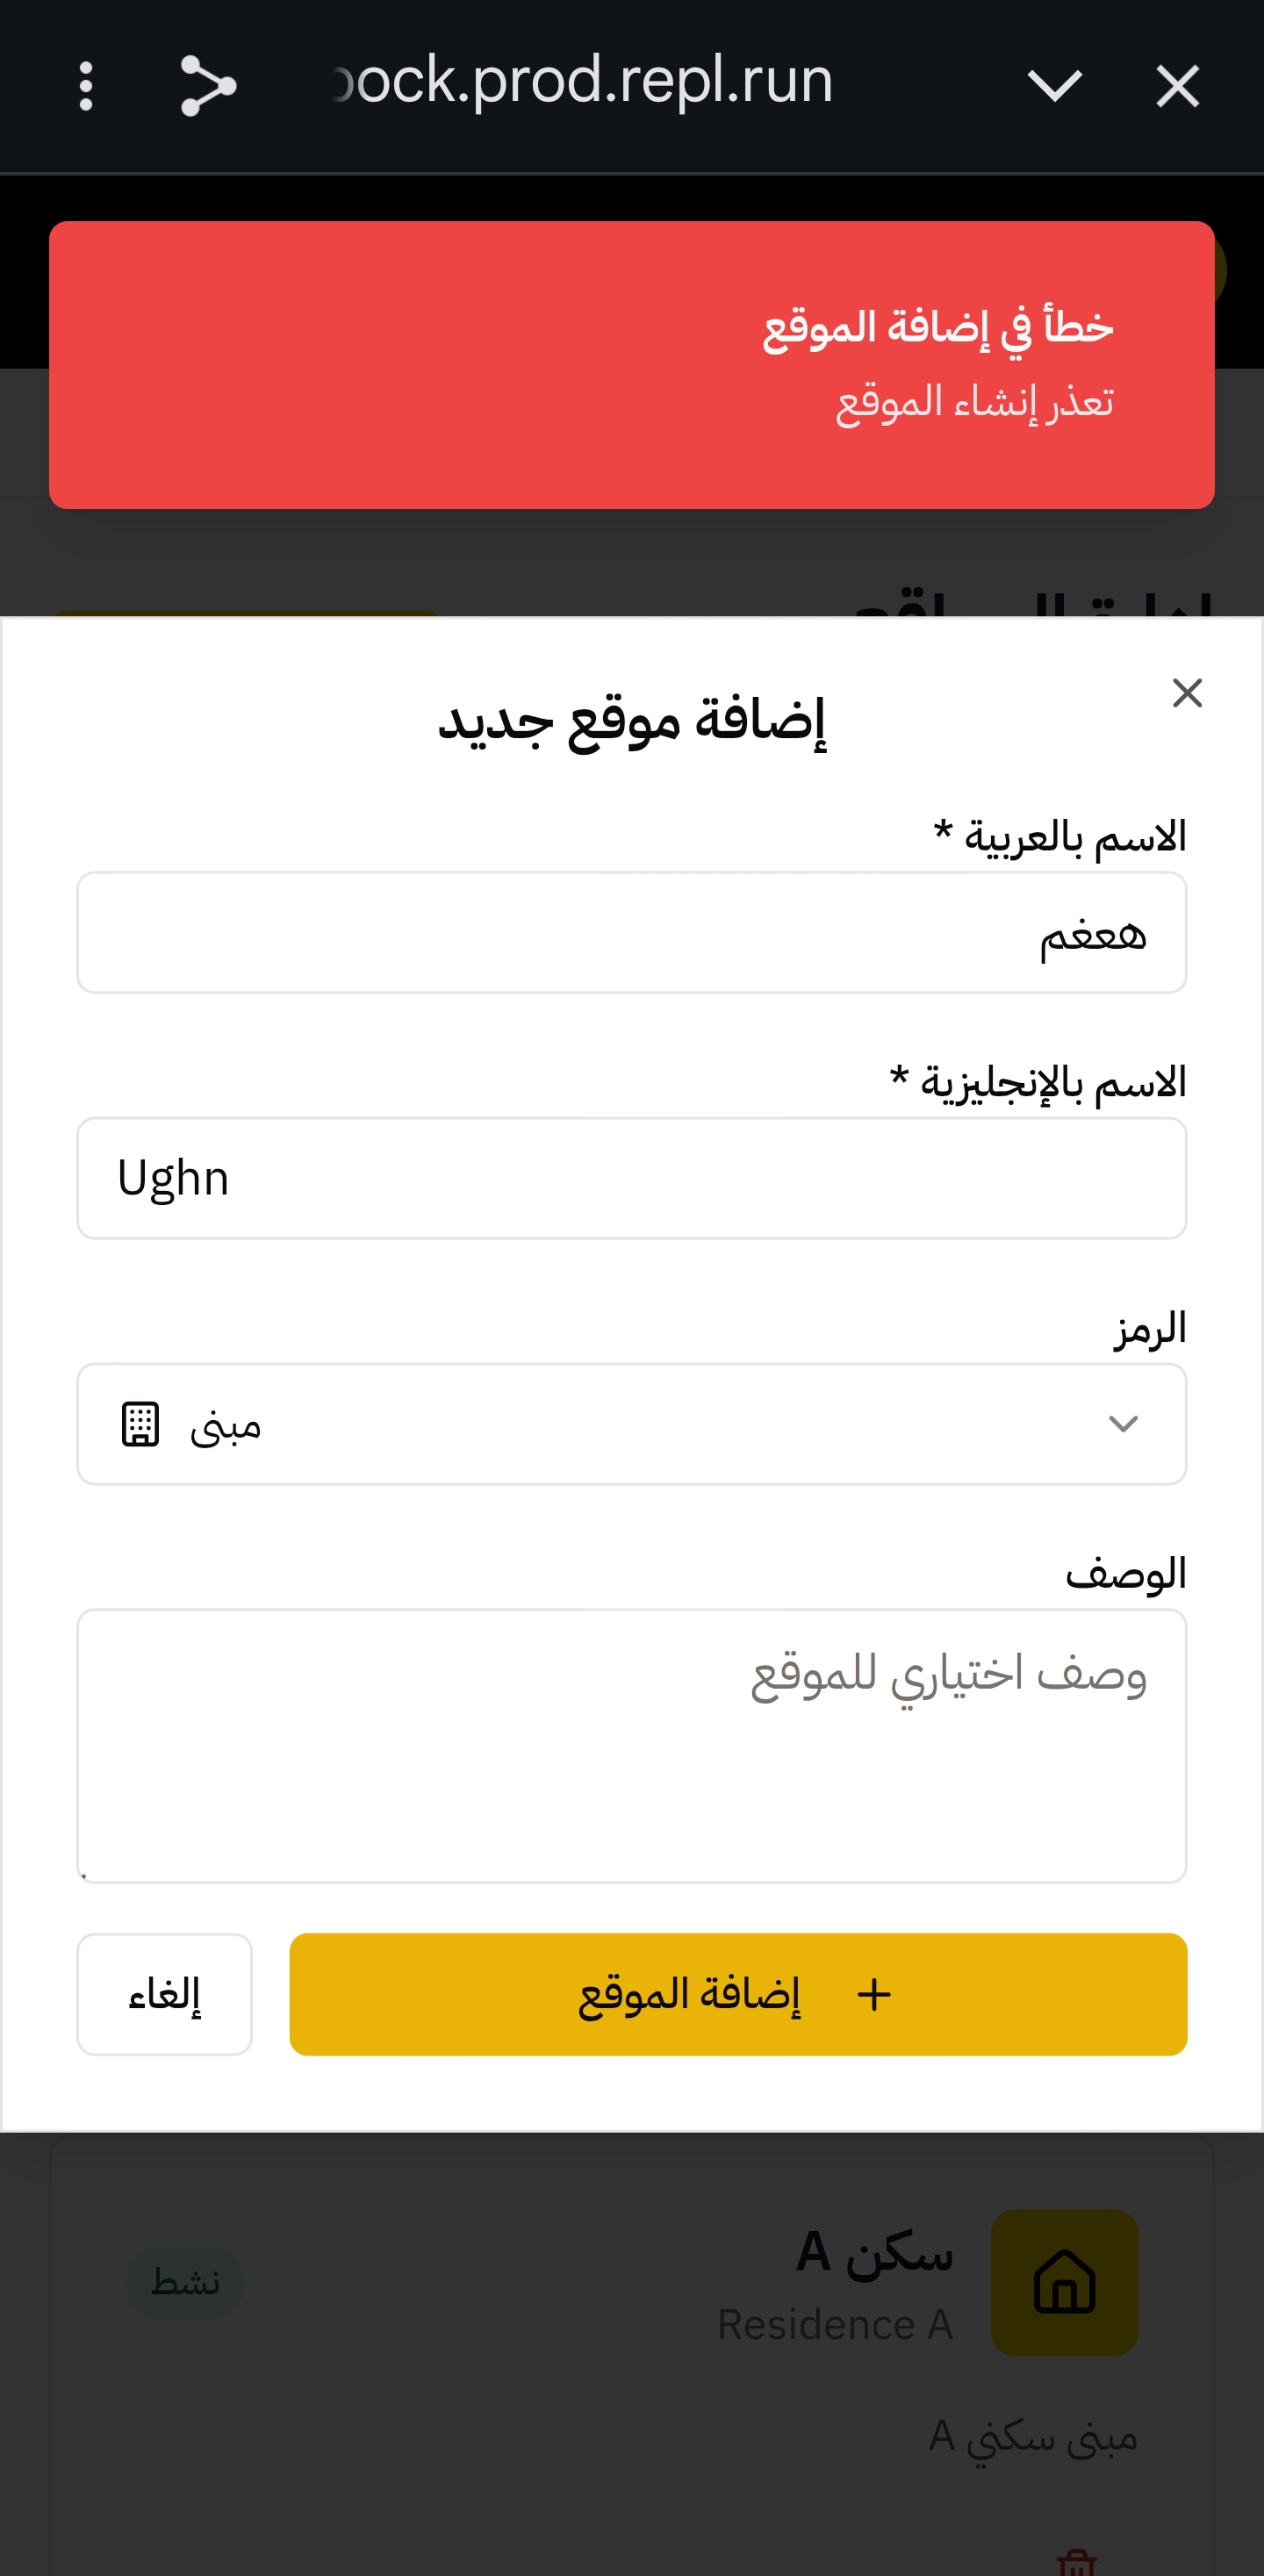 ock.prod.repl.run
خطأ في إضافة الموقع
تعذر إنشاء الموقع
إضافة موقع جديد
الاسم بالعربية *
هععغم
الاسم بالإنجليزية *
Ughn
الرمز
مبنى
الوصف
وصف اختياري للموقع
إضافة الموقع
إلغاء
سكن A
نشط
Residence A
مبنى سكني A